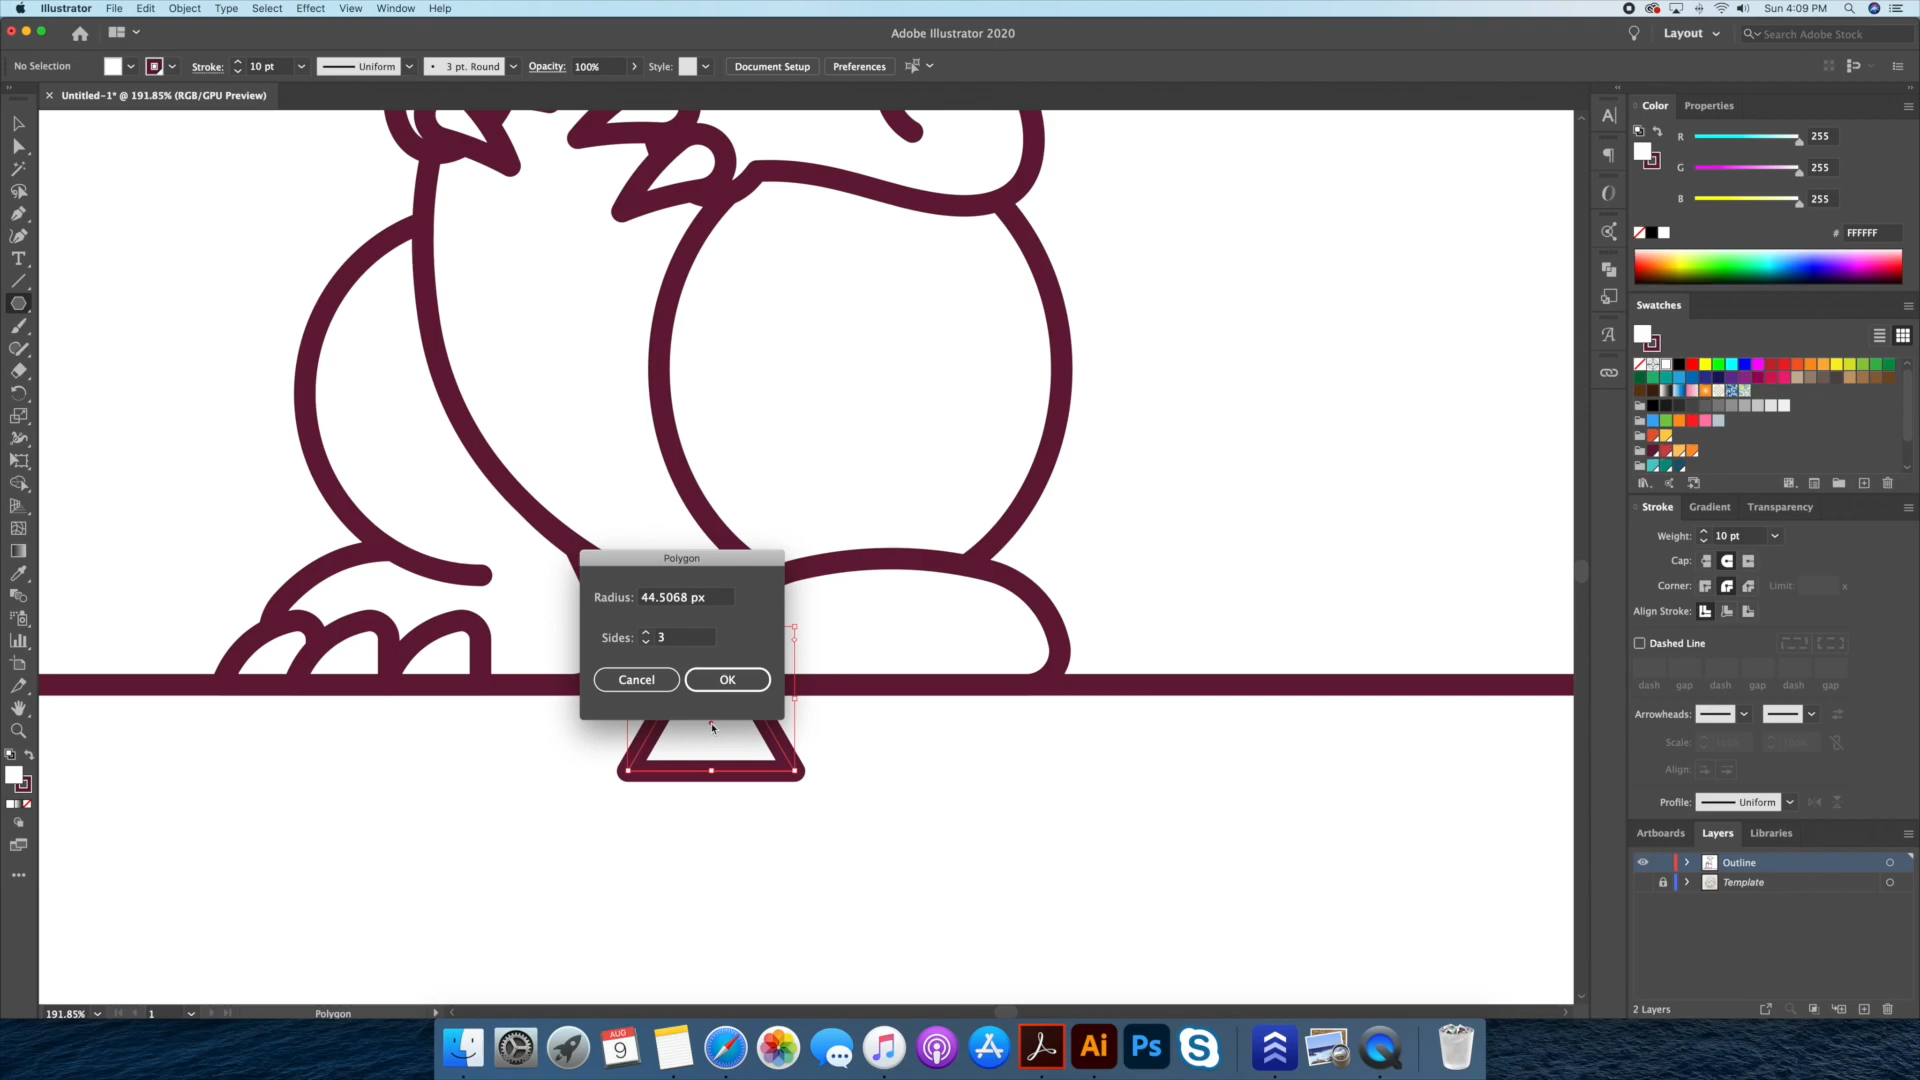 Illustrator File Edit Object Type Select Effect View Window Help
Sun 4:09 PM
Adobe Illustrator 2020
Layout
Search Adobe Stock
No Selection
Stroke: 10 pt
Uniform
3 pt. Round
Opacity: 100%
Style:
Document Setup
Preferences
Untitled-1* @ 191.85% (RGB/GPU Preview)
Color Properties
R 255
G 255
B 255
# FFFFFF
Swatches
Stroke Gradient Transparency
Weight: 10 pt
Cap:
Corner: Limit: x
Align Stroke:
Dashed Line
dash gap dash gap dash gap
Arrowheads:
Scale: 100% 100%
Align:
Profile: Uniform
Artboards Layers Libraries
Outline
Template
2 Layers
Polygon
Radius: 44.5068 px
Sides: 3
Cancel OK
191.85% 1 Polygon
AUG
9
Ai
Ps
S